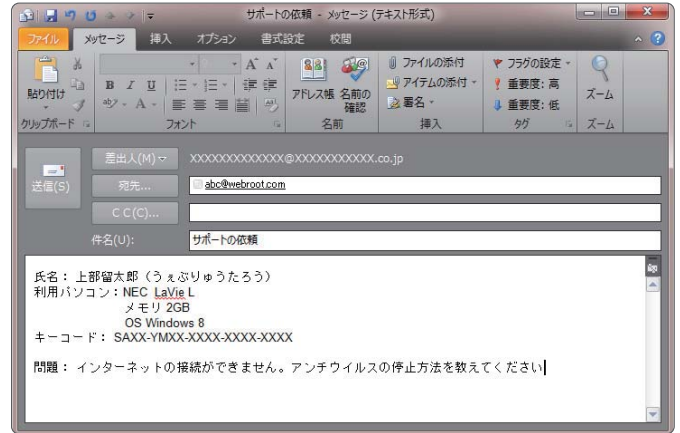 サポートの依頼 - メッセージ (テキスト形式)
ファイル メッセージ 挿入 オプション 書式設定 校閲
貼り付け
B I U
アドレス帳 名前の確認
ファイルの添付
アイテムの添付
署名
フラグの設定
重要度: 高
重要度: 低
ズーム
クリップボード フォント 名前 挿入 タグ ズーム
送信(S)
差出人(M) XXXXXXXXXXXXX@XXXXXXXXXXX.co.jp
宛先... abc@webroot.com
C C (C)...
件名(U): サポートの依頼
氏名： 上部留太郎（うぇぶりゅうたろう）
利用パソコン：NEC LaVie L
メモリ 2GB
OS Windows 8
キーコード： SAXX-YMXX-XXXX-XXXX-XXXX
問題： インターネットの接続ができません。アンチウイルスの停止方法を教えてください